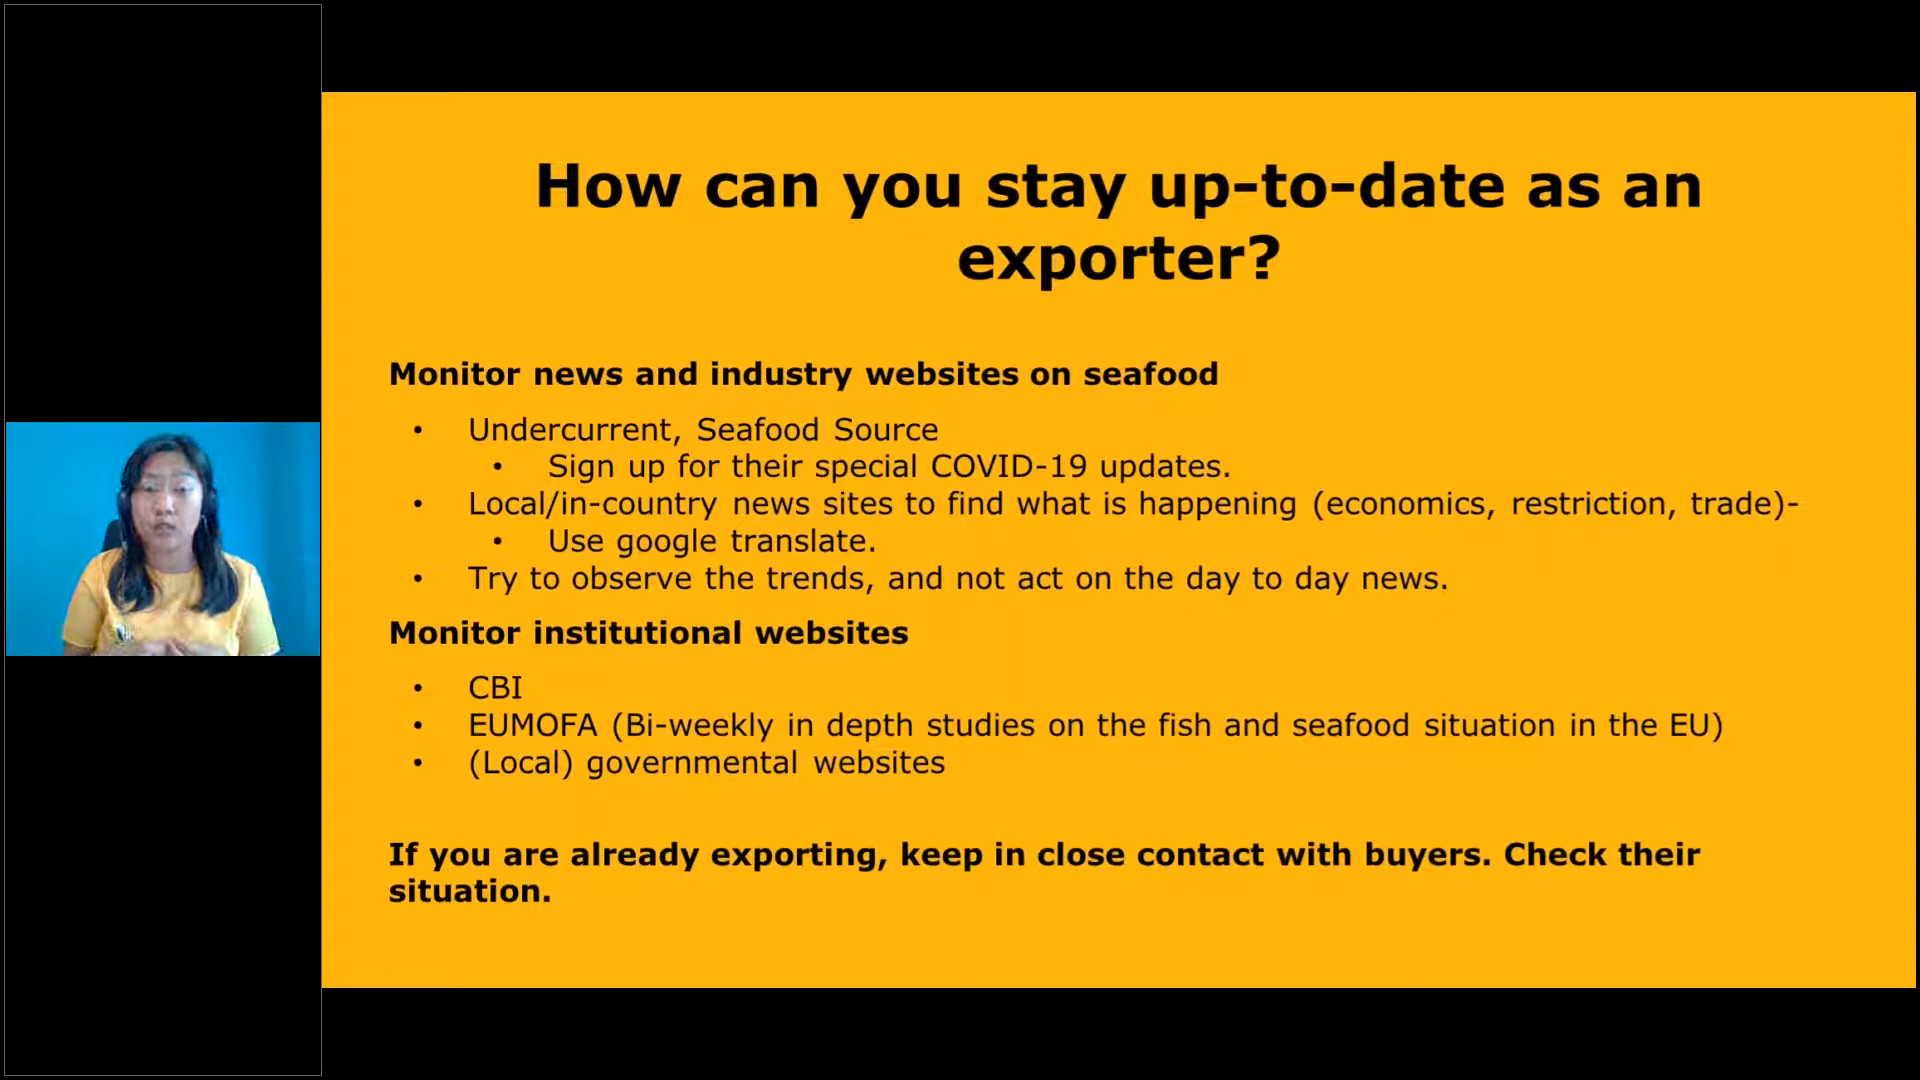 How can you stay up-to-date as an
exporter?
Monitor news and industry websites on seafood
• Undercurrent, Seafood Source
• Sign up for their special COVID-19 updates.
• Local/in-country news sites to find what is happening (economics, restriction, trade)-
• Use google translate.
• Try to observe the trends, and not act on the day to day news.
Monitor institutional websites
• CBI
• EUMOFA (Bi-weekly in depth studies on the fish and seafood situation in the EU)
• (Local) governmental websites
If you are already exporting, keep in close contact with buyers. Check their
situation.